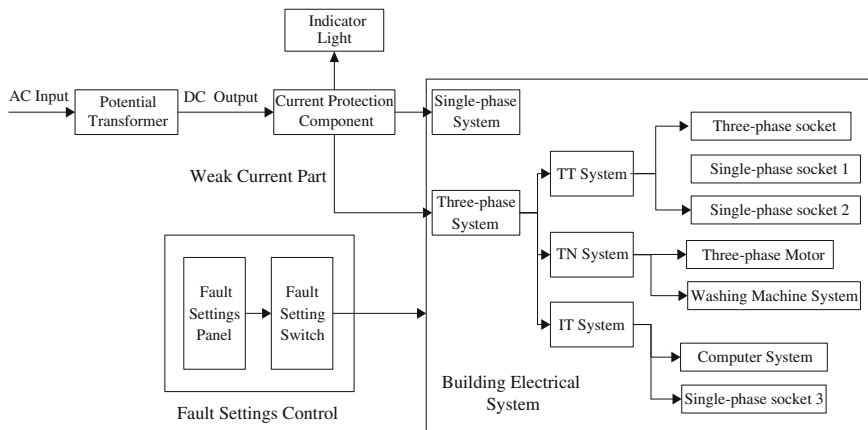 Indicator
Light
AC Input
Potential
Transformer
DC Output
Current Protection
Component
Single-phase
System
Weak Current Part
Three-phase
System
TT System
Three-phase socket
Single-phase socket 1
Single-phase socket 2
TN System
Three-phase Motor
Washing Machine System
IT System
Computer System
Single-phase socket 3
Fault
Settings
Panel
Fault
Setting
Switch
Fault Settings Control
Building Electrical
System